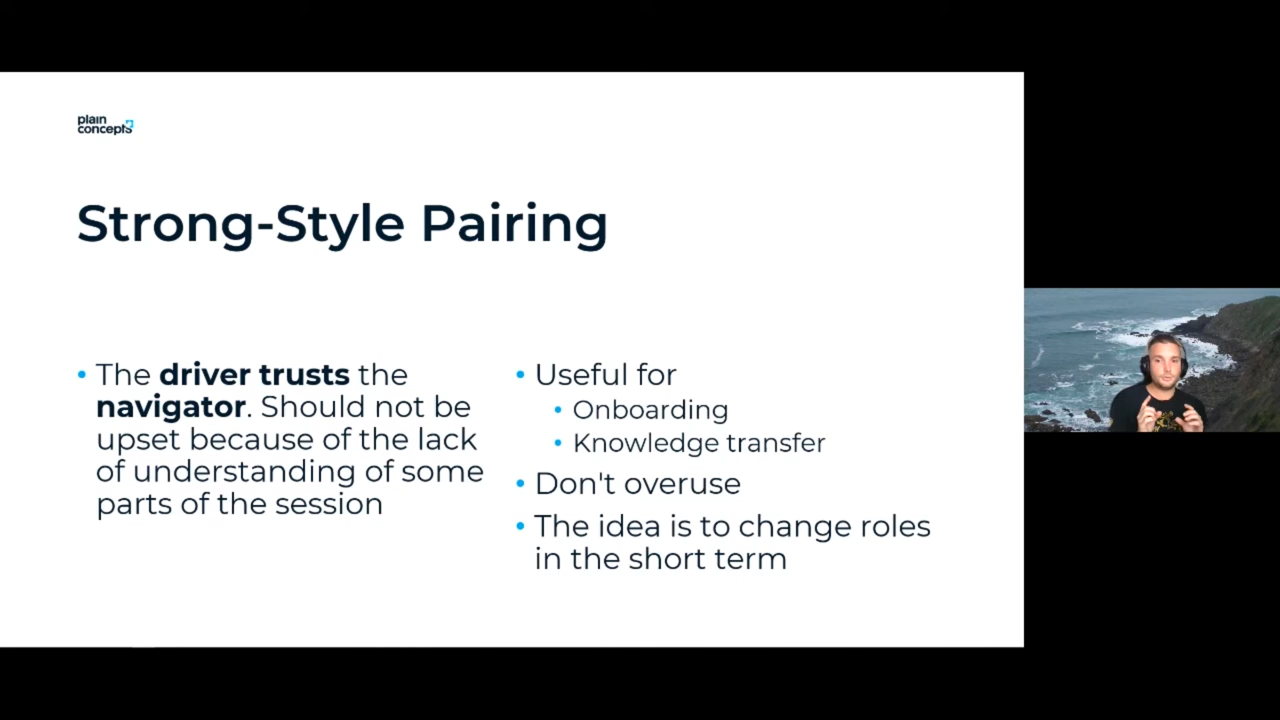 plain
concepts
Strong-Style Pairing
• The driver trusts the
navigator. Should not be
upset because of the lack
of understanding of some
parts of the session
• Useful for
• Onboarding
• Knowledge transfer
• Don't overuse
• The idea is to change roles
in the short term